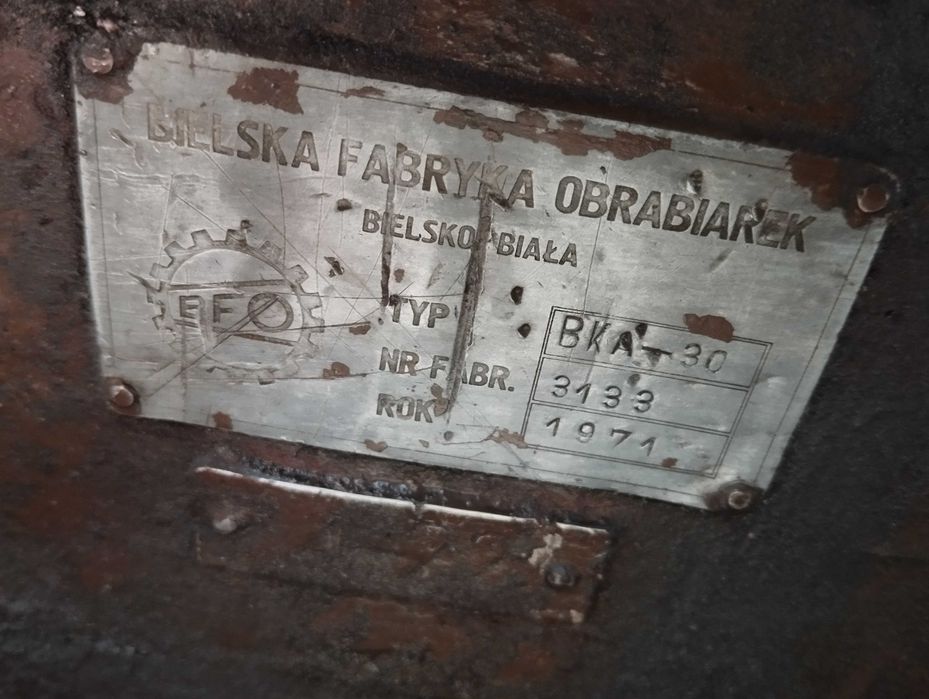 BIELSKA FABRYKA OBRABIAREK
BIELSKO-BIAŁA
BFO
TYP BKA-30
NR FABR. 3133
ROK 1971